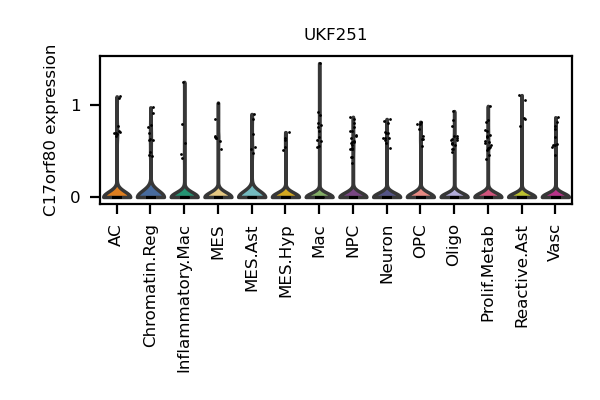 UKF251
C17orf80 expression
1
0
AC
Chromatin.Reg
Inflammatory.Mac
MES
MES.Ast
MES.Hyp
Mac
NPC
Neuron
OPC
Oligo
Prolif.Metab
Reactive.Ast
Vasc